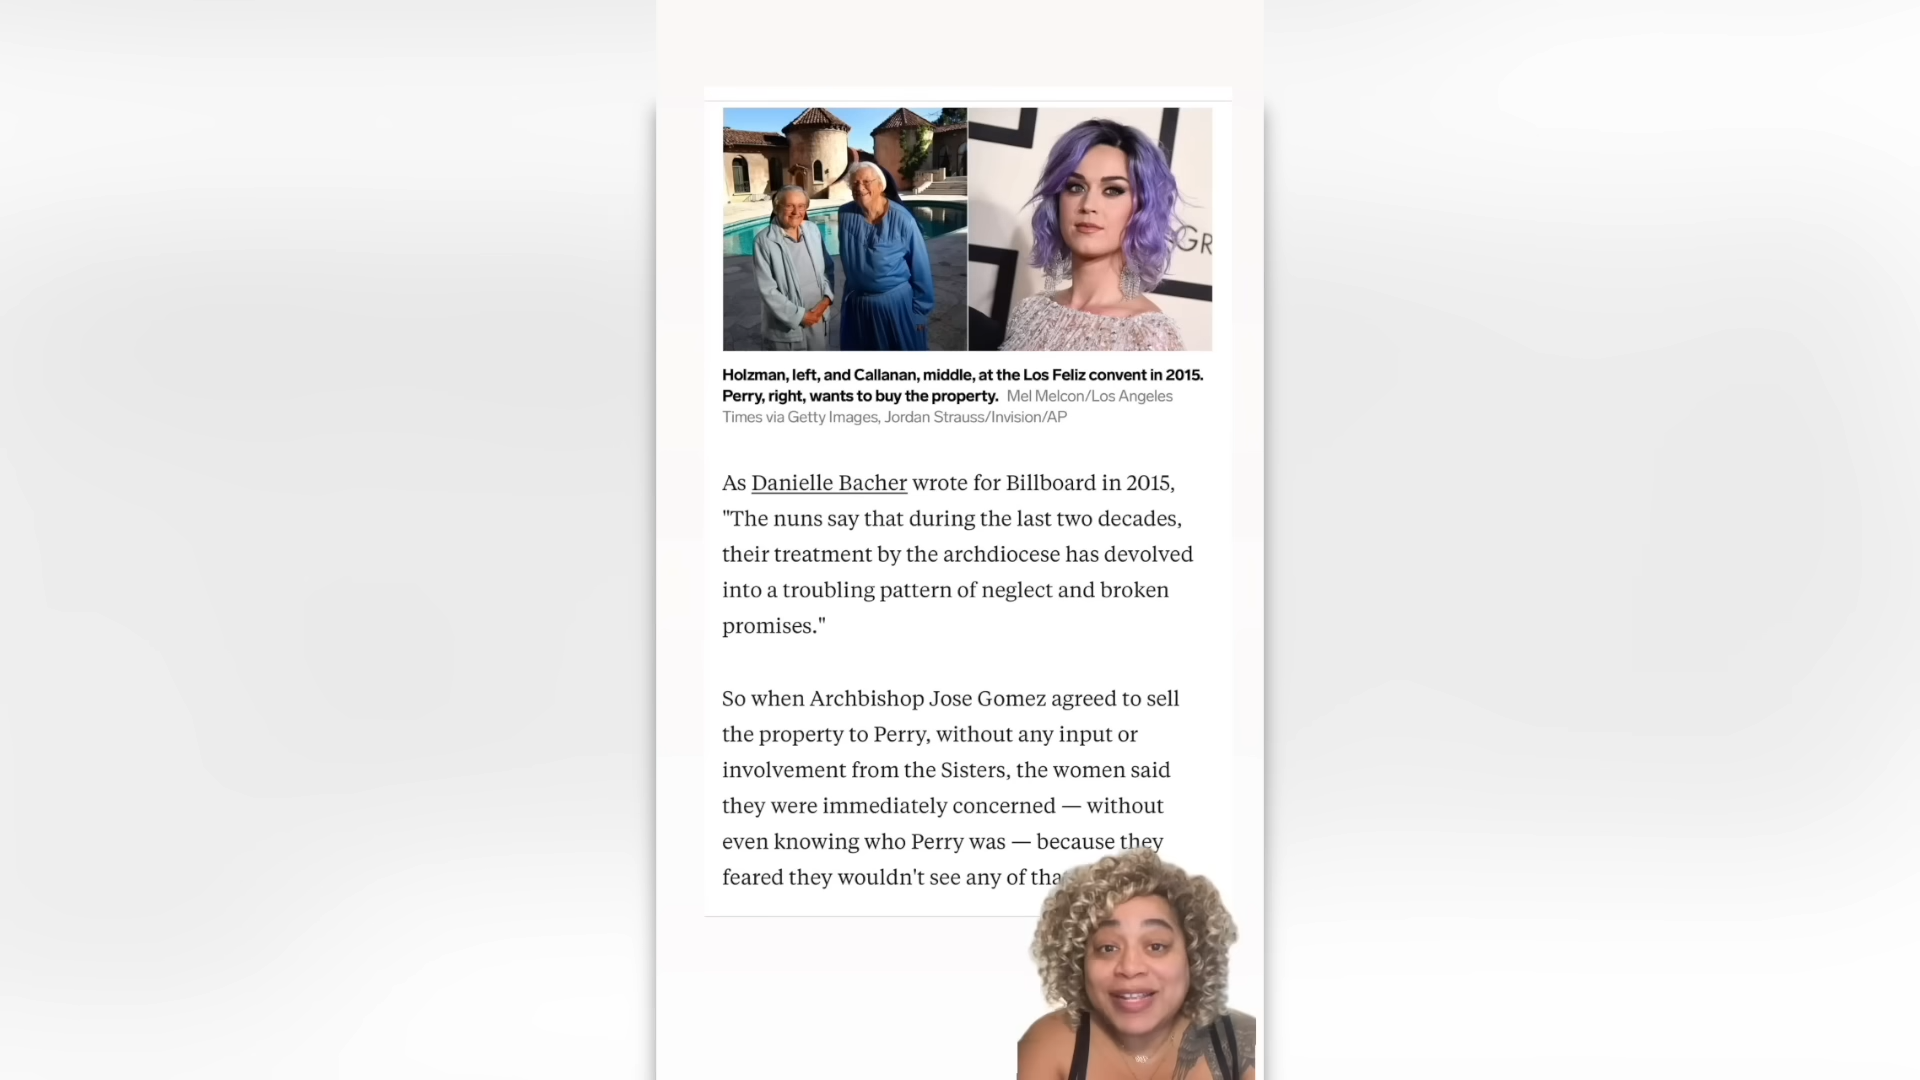 GR
Holzman, left, and Callanan, middle, at the Los Feliz convent in 2015.
Perry, right, wants to buy the property. Mel Melcon/Los Angeles
Times via Getty Images, Jordan Strauss/Invision/AP
As Danielle Bacher wrote for Billboard in 2015,
"The nuns say that during the last two decades,
their treatment by the archdiocese has devolved
into a troubling pattern of neglect and broken
promises."
So when Archbishop Jose Gomez agreed to sell
the property to Perry, without any input or
involvement from the Sisters, the women said
they were immediately concerned — without
even knowing who Perry was — because they
feared they wouldn't see any of tha